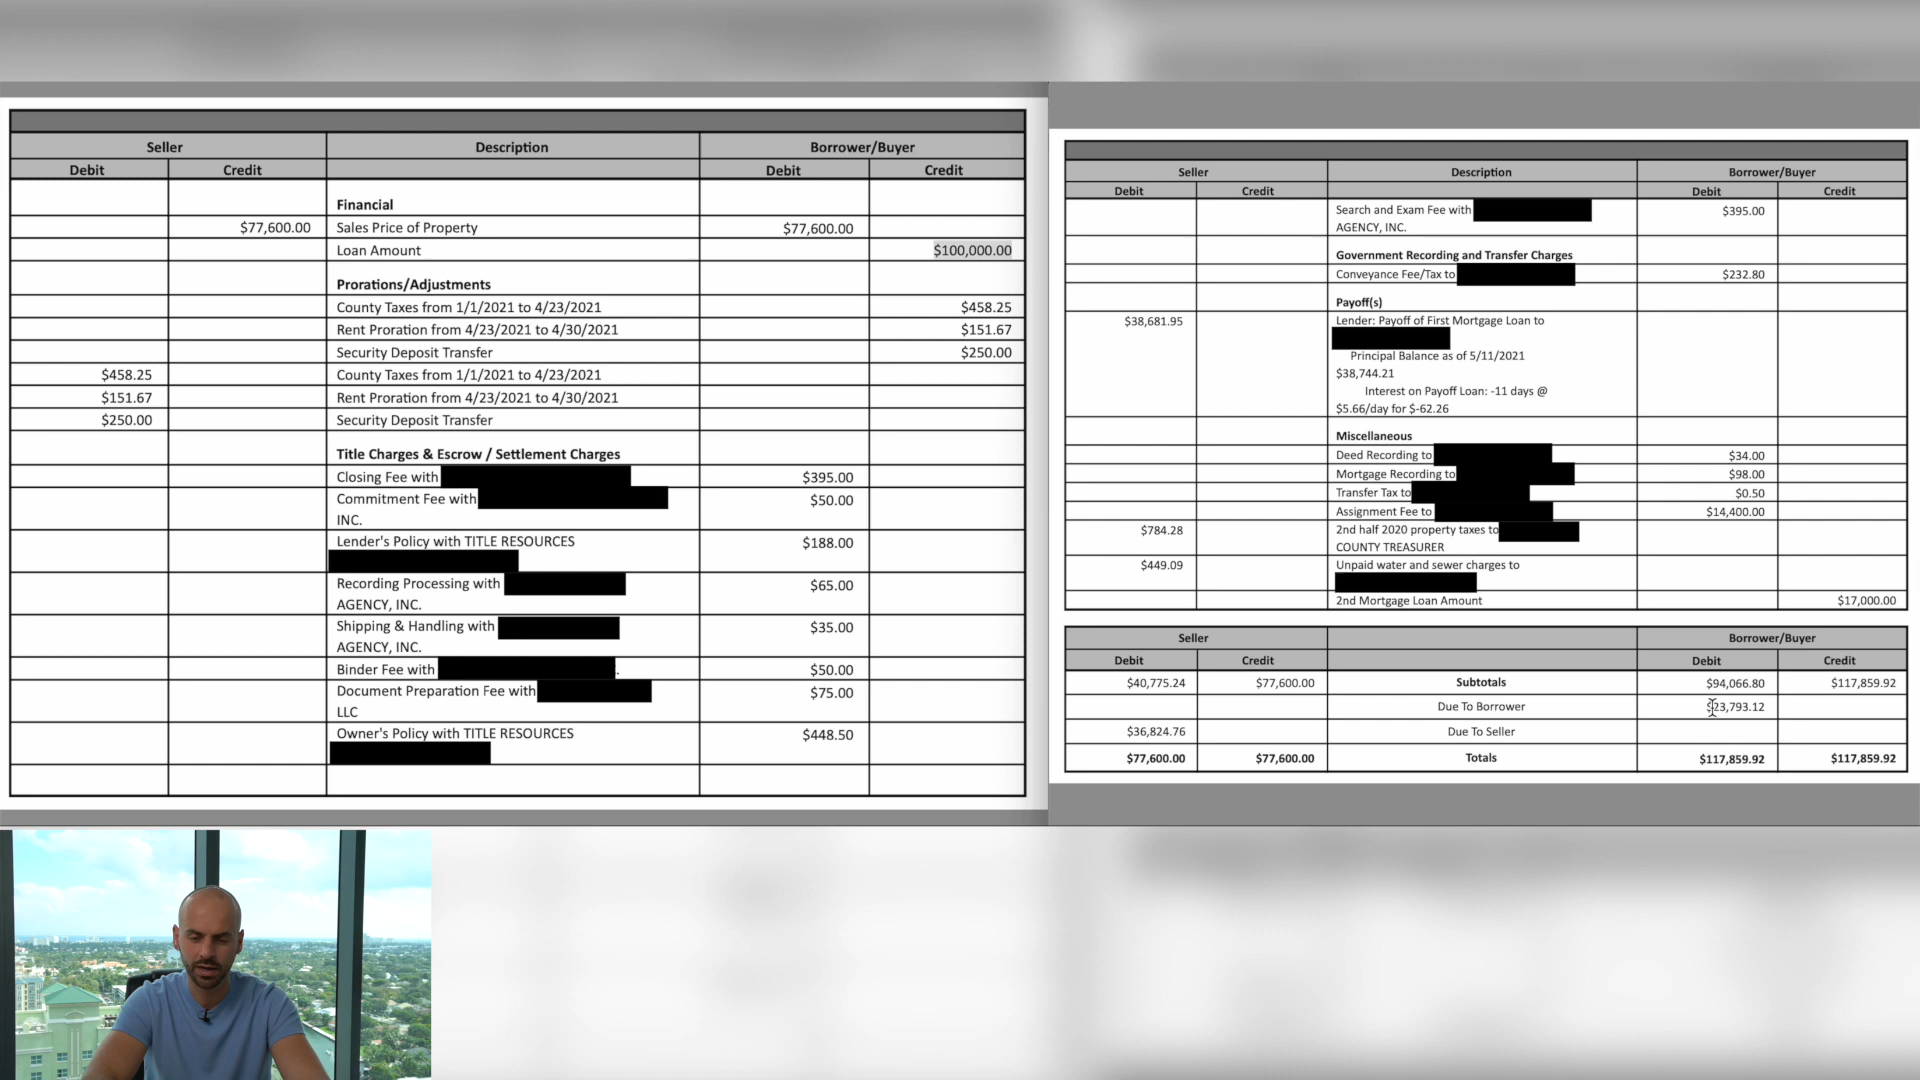 Seller Description Borrower/Buyer
Debit Credit Debit Credit
Financial
$77,600.00 Sales Price of Property $77,600.00
Loan Amount $100,000.00
Prorations/Adjustments
County Taxes from 1/1/2021 to 4/23/2021 $458.25
Rent Proration from 4/23/2021 to 4/30/2021 $151.67
Security Deposit Transfer $250.00
$458.25 County Taxes from 1/1/2021 to 4/23/2021
$151.67 Rent Proration from 4/23/2021 to 4/30/2021
$250.00 Security Deposit Transfer
Title Charges & Escrow / Settlement Charges
Closing Fee with $395.00
Commitment Fee with $50.00
INC.
Lender's Policy with TITLE RESOURCES $188.00
Recording Processing with $65.00
AGENCY, INC.
Shipping & Handling with $35.00
AGENCY, INC.
Binder Fee with . $50.00
Document Preparation Fee with $75.00
LLC
Owner's Policy with TITLE RESOURCES $448.50
Seller Description Borrower/Buyer
Debit Credit Debit Credit
Search and Exam Fee with $395.00
AGENCY, INC.
Government Recording and Transfer Charges
Conveyance Fee/Tax to $232.80
Payoff(s)
$38,681.95 Lender: Payoff of First Mortgage Loan to
Principal Balance as of 5/11/2021
$38,744.21
Interest on Payoff Loan: -11 days @
$5.66/day for $-62.26
Miscellaneous
Deed Recording to $34.00
Mortgage Recording to $98.00
Transfer Tax to $0.50
Assignment Fee to $14,400.00
$784.28 2nd half 2020 property taxes to
COUNTY TREASURER
$449.09 Unpaid water and sewer charges to
2nd Mortgage Loan Amount $17,000.00
Seller Borrower/Buyer
Debit Credit Debit Credit
$40,775.24 $77,600.00 Subtotals $94,066.80 $117,859.92
Due To Borrower $23,793.12
$36,824.76 Due To Seller
$77,600.00 $77,600.00 Totals $117,859.92 $117,859.92